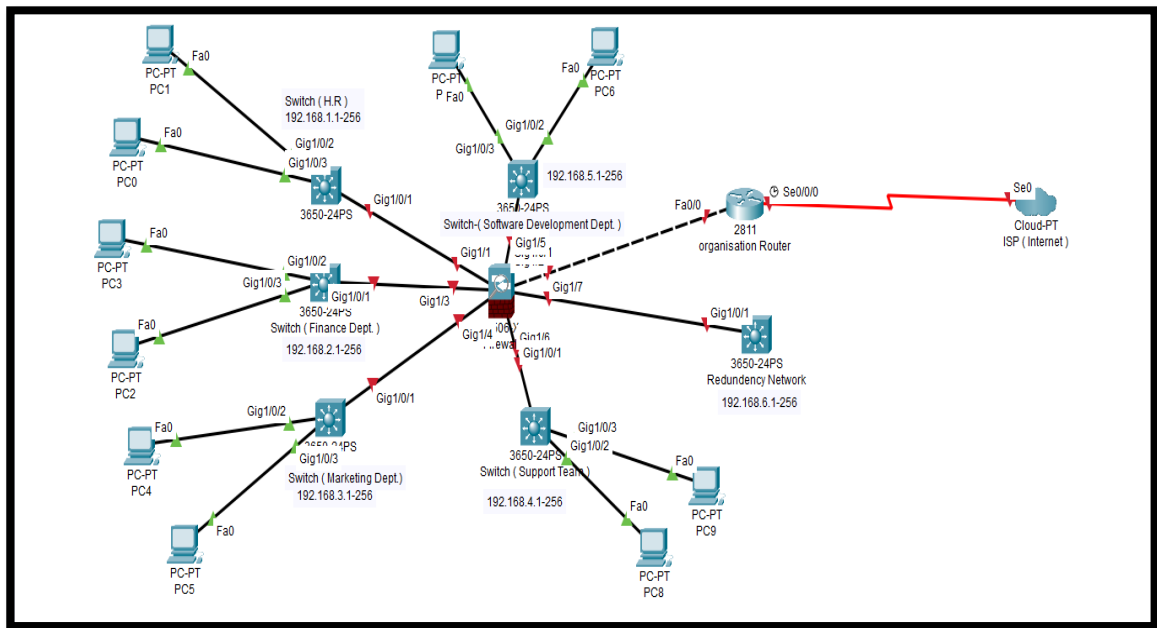 Fa0
PC-PT
PC1
Fa0
PC-PT
PC0
Switch ( H.R )
192.168.1.1-256
Gig1/0/2
Gig1/0/3
Gig1/0/1
3650-24PS
PC-PT
Fa0
Fa0
PC-PT
PC6
Gig1/0/2
Gig1/0/3
192.168.5.1-256
3650-24PS
Switch-( Software Development Dept. )
Gig1/5
Fa0/0
Se0/0/0
2811
organisation Router
Se0
Cloud-PT
ISP ( Internet )
Fa0
PC-PT
PC3
Gig1/0/2
Gig1/0/3
Gig1/0/1
3650-24PS
Switch ( Finance Dept. )
192.168.2.1-256
Fa0
PC-PT
PC2
Gig1/1
Gig1/3
Gig1/4
Gig1/7
Gig1/6
Gig1/0/1
Gig1/0/1
3650-24PS
Redundency Network
192.168.6.1-256
Gig1/0/1
Gig1/0/2
Fa0
PC-PT
PC4
3650-24PS
Gig1/0/3
Switch ( Marketing Dept.)
192.168.3.1-256
Fa0
PC-PT
PC5
Gig1/0/3
Gig1/0/2
3650-24PS
Switch ( Support Team )
192.168.4.1-256
Fa0
PC-PT
PC9
Fa0
PC-PT
PC8